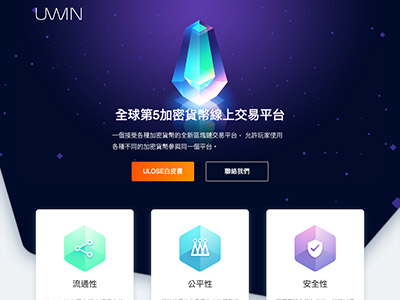 UWIN
全球第5加密貨幣線上交易平台
一個接受各種加密貨幣的全新區塊鏈交易平台， 允許玩家使用
各種不同的加密貨幣參與同一個平台。
ULOSE白皮書
聯絡我們
流通性
公平性
安全性